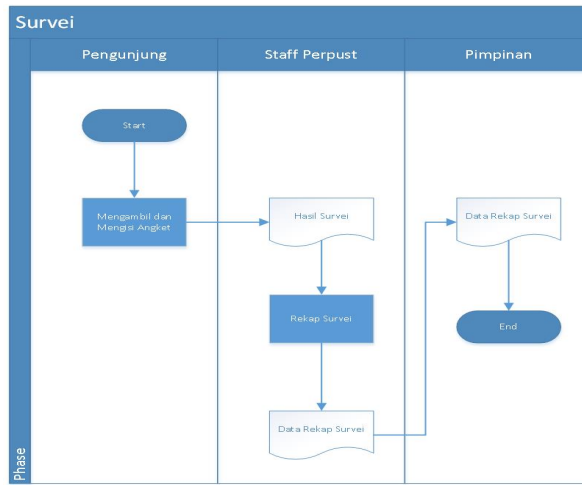 Survei
Pengunjung
Staff Perpust
Pimpinan
Start
Mengambil dan
Mengisi Angket
Hasil Survei
Data Rekap Survei
Rekap Survei
End
Data Rekap Survei
Phase